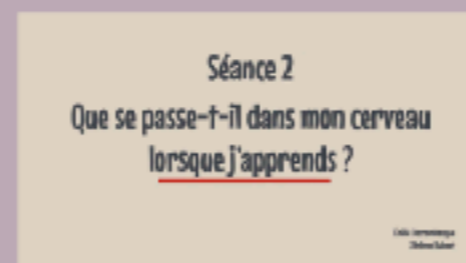 Séance 2
Que se passe-t-il dans mon cerveau
lorsque j'apprends ?